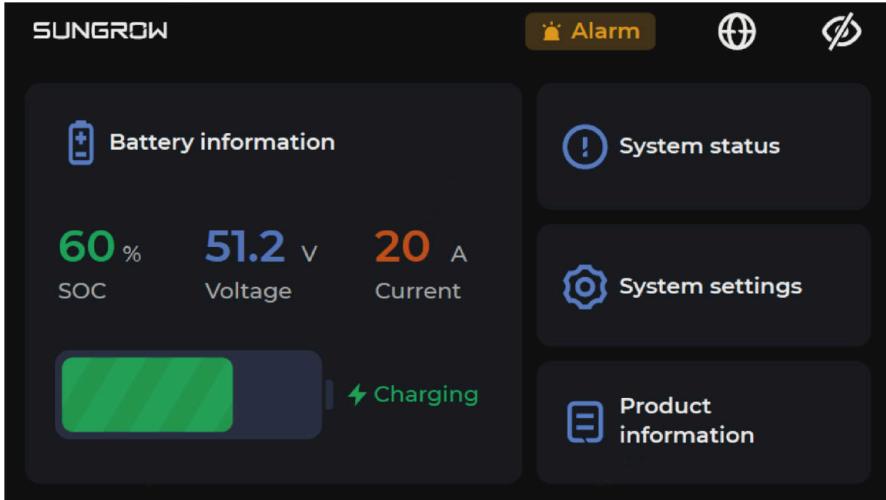 SUNGROW
Alarm
Battery information
60 % 51.2 V 20 A
SOC Voltage Current
Charging
System status
System settings
Product
information